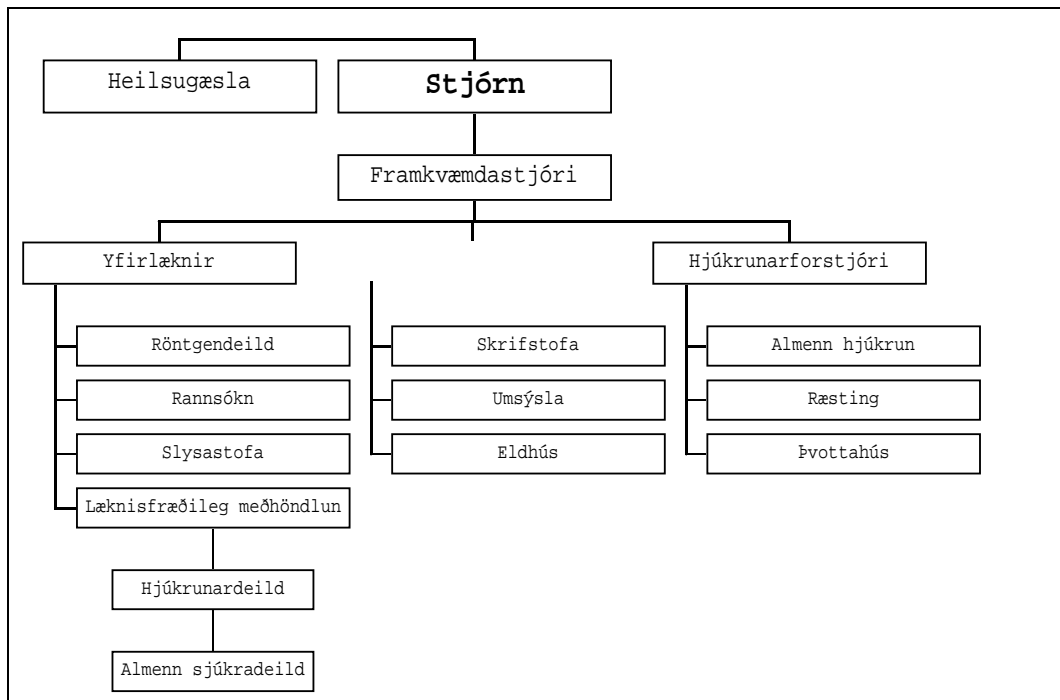 Heilsugæsla
Stjórn
Framkvæmdastjóri
Yfirlæknir
Hjúkrunarforstjóri
Röntgendeild
Skrifstofa
Almenn hjúkrun
Rannsókn
Umsýsla
Ræsting
Slysastofa
Eldhús
Þvottahús
Læknisfræðileg meðhöndlun
Hjúkrunardeild
Almenn sjúkradeild